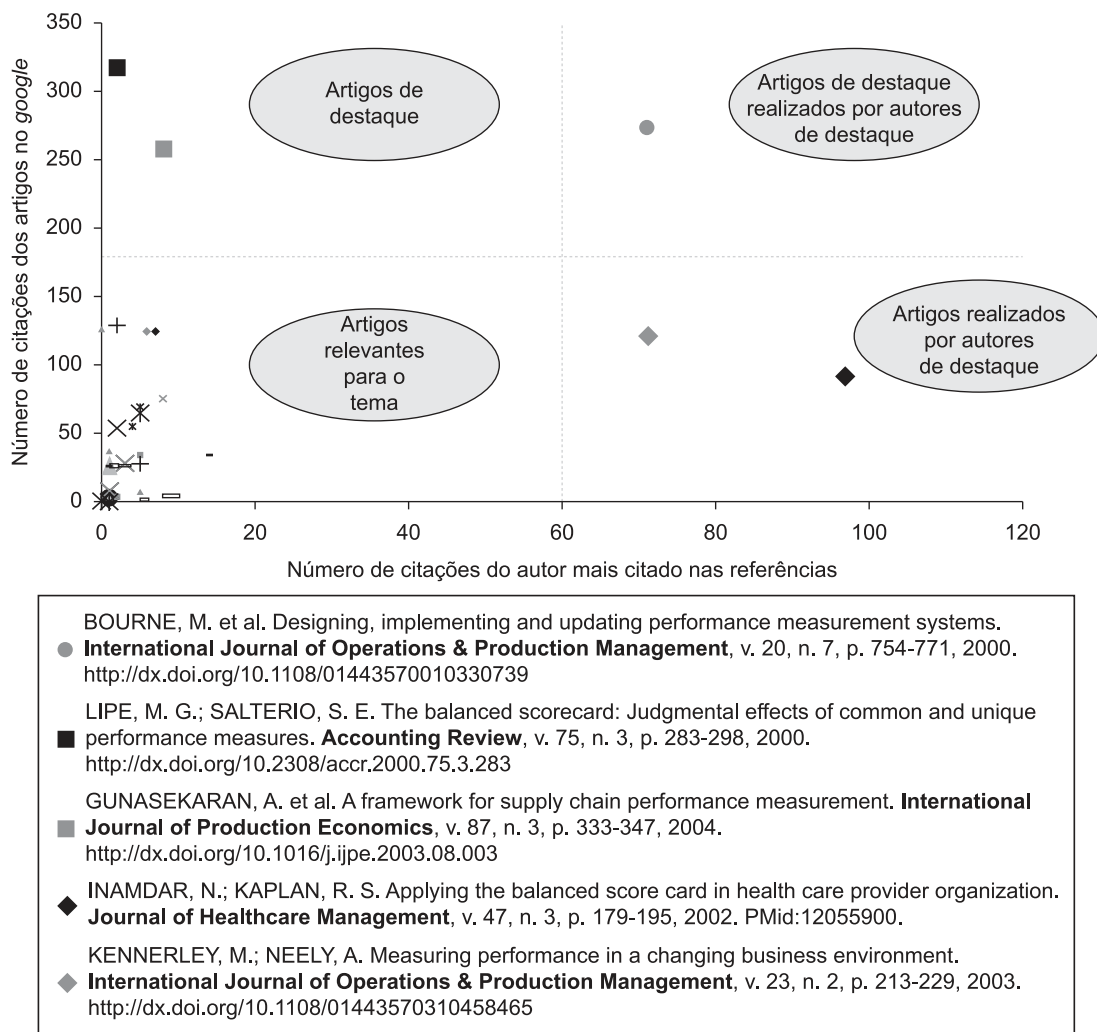 350
300
250
200
150
100
50
0
0
20
40
60
80
100
120
Número de citações dos artigos no google
Número de citações do autor mais citado nas referências
Artigos de
destaque
Artigos de destaque
realizados por autores
de destaque
Artigos
relevantes
para o
tema
Artigos realizados
por autores
de destaque
BOURNE, M. et al. Designing, implementing and updating performance measurement systems.
International Journal of Operations & Production Management, v. 20, n. 7, p. 754-771, 2000.
http://dx.doi.org/10.1108/01443570010330739
LIPE, M. G.; SALTERIO, S. E. The balanced scorecard: Judgmental effects of common and unique
performance measures. Accounting Review, v. 75, n. 3, p. 283-298, 2000.
http://dx.doi.org/10.2308/accr.2000.75.3.283
GUNASEKARAN, A. et al. A framework for supply chain performance measurement. International
Journal of Production Economics, v. 87, n. 3, p. 333-347, 2004.
http://dx.doi.org/10.1016/j.ijpe.2003.08.003
INAMDAR, N.; KAPLAN, R. S. Applying the balanced score card in health care provider organization.
Journal of Healthcare Management, v. 47, n. 3, p. 179-195, 2002. PMid:12055900.
KENNERLEY, M.; NEELY, A. Measuring performance in a changing business environment.
International Journal of Operations & Production Management, v. 23, n. 2, p. 213-229, 2003.
http://dx.doi.org/10.1108/01443570310458465